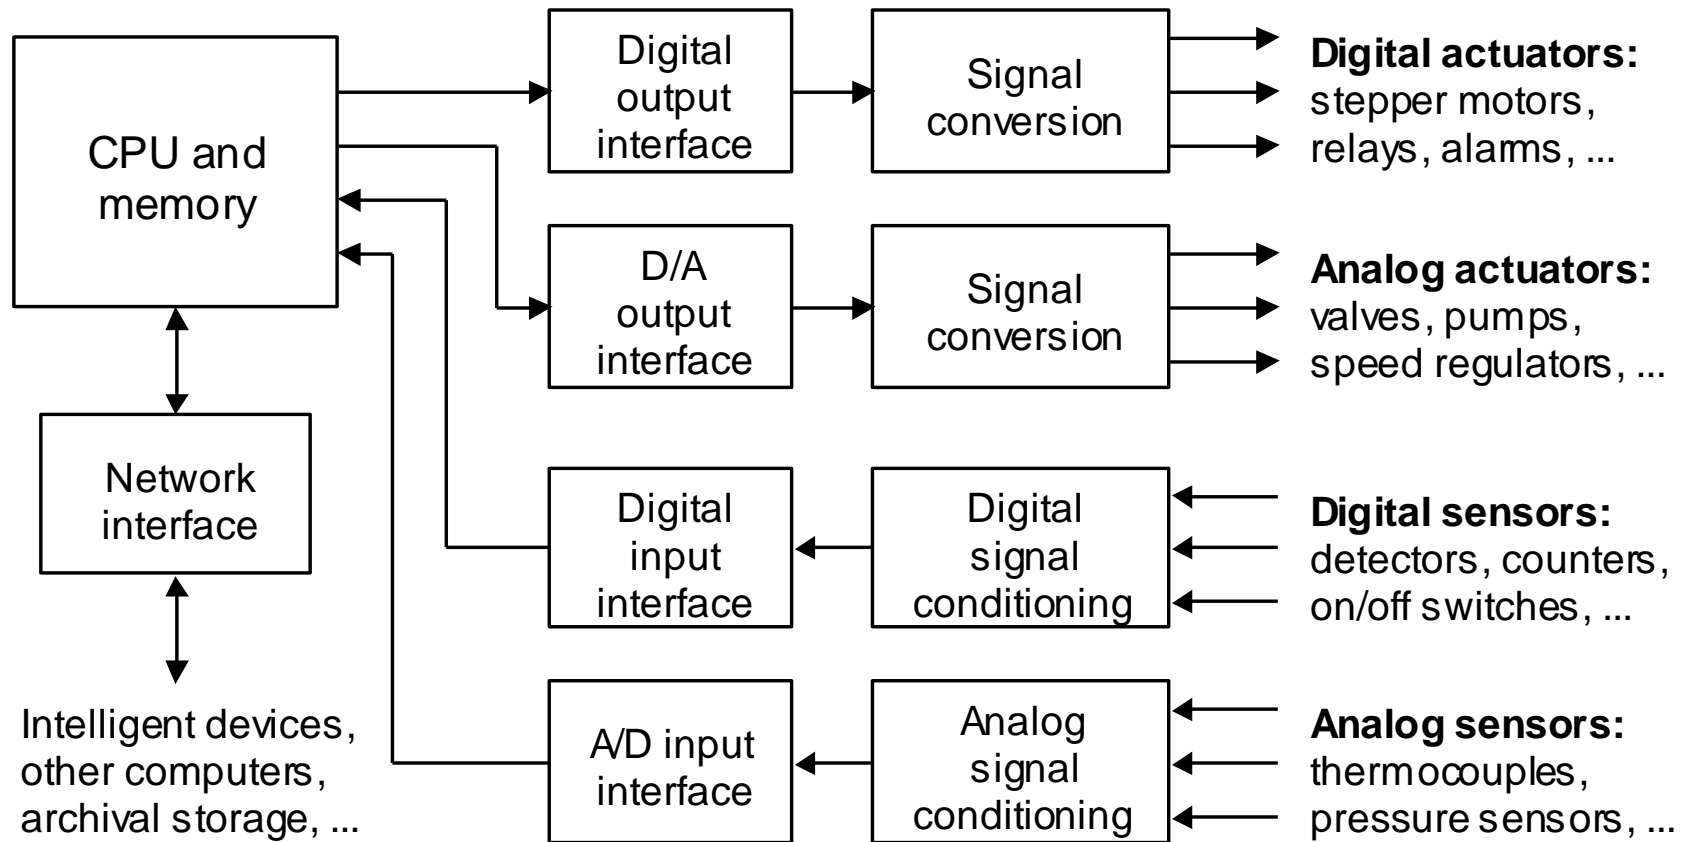 CPU and
memory
Digital
output
interface
Signal
conversion
Digital actuators:
stepper motors,
relays, alarms, ...
D/A
output
interface
Signal
conversion
Analog actuators:
valves, pumps,
speed regulators, ...
Network
interface
Digital
input
interface
Digital
signal
conditioning
Digital sensors:
detectors, counters,
on/off switches, ...
Intelligent devices,
other computers,
archival storage, ...
A/D input
interface
Analog
signal
conditioning
Analog sensors:
thermocouples,
pressure sensors, ...